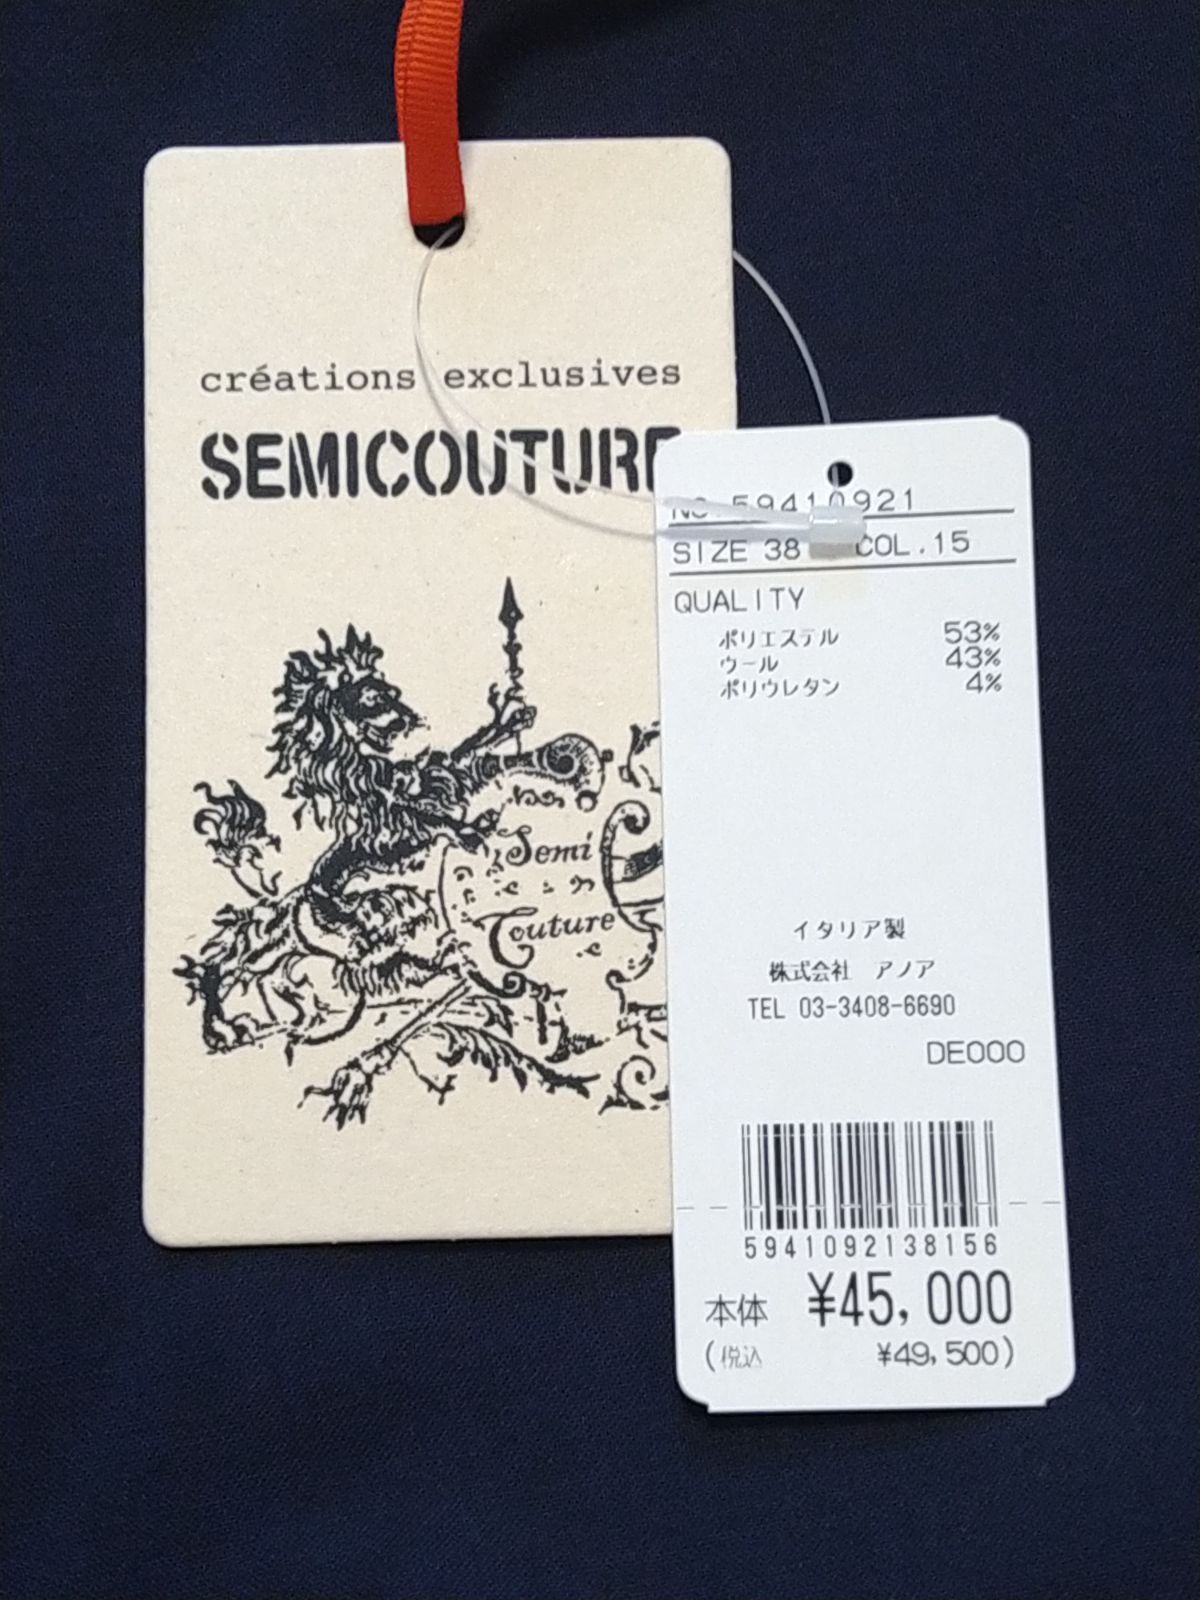 créations exclusives
SEMICOUTURE
Semi
Couture
NO.59410921
SIZE 38 COL.15
QUALITY
ポリエステル 53%
ウール 43%
ポリウレタン 4%
イタリア製
株式会社 アノア
TEL 03-3408-6690
DE000
5941092138156
本体 ¥45,000
(税込 ¥49,500)